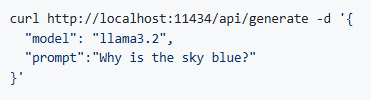 curl http://localhost:11434/api/generate -d '{
  "model": "llama3.2",
  "prompt":"Why is the sky blue?"
}'